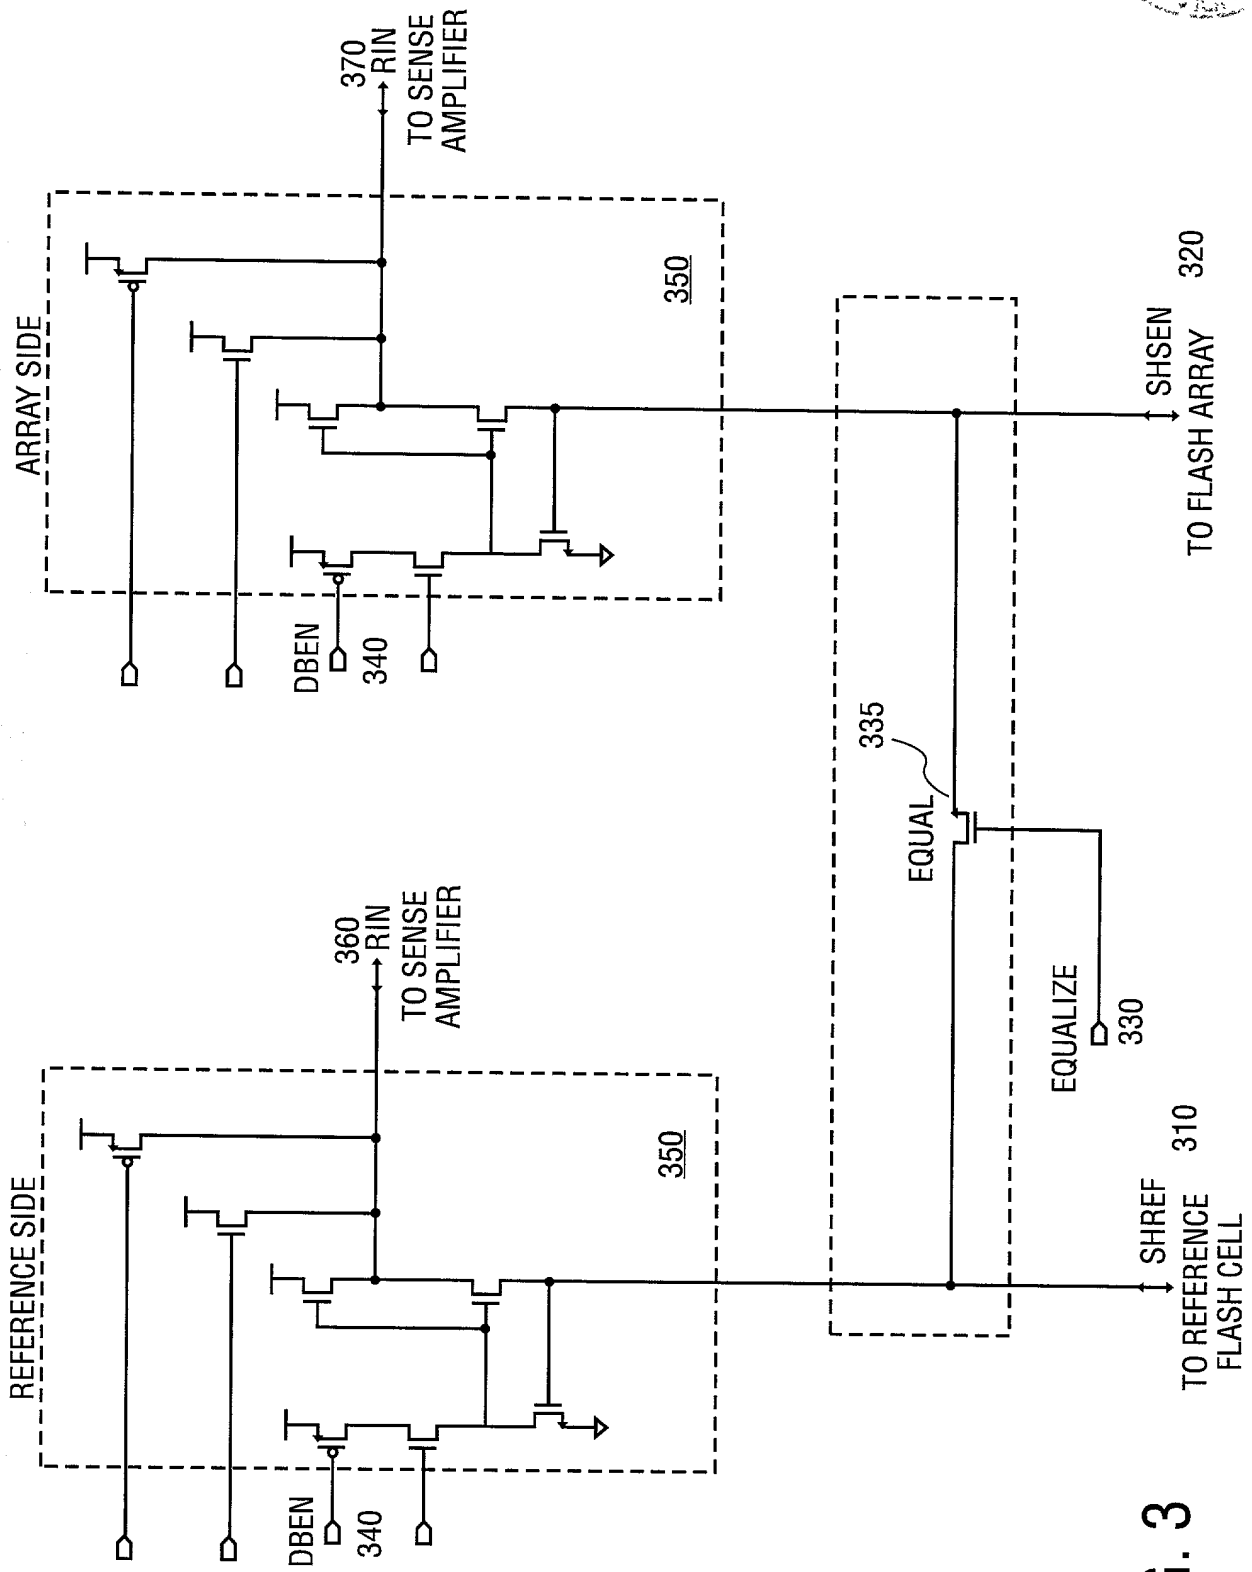 REFERENCE SIDE
360
RIN
TO SENSE
AMPLIFIER
DBEN
340
350
ARRAY SIDE
370
RIN
TO SENSE
AMPLIFIER
DBEN
340
350
EQUAL
335
EQUALIZE
330
SHREF
310
TO REFERENCE
FLASH CELL
SHSEN
320
TO FLASH ARRAY
3